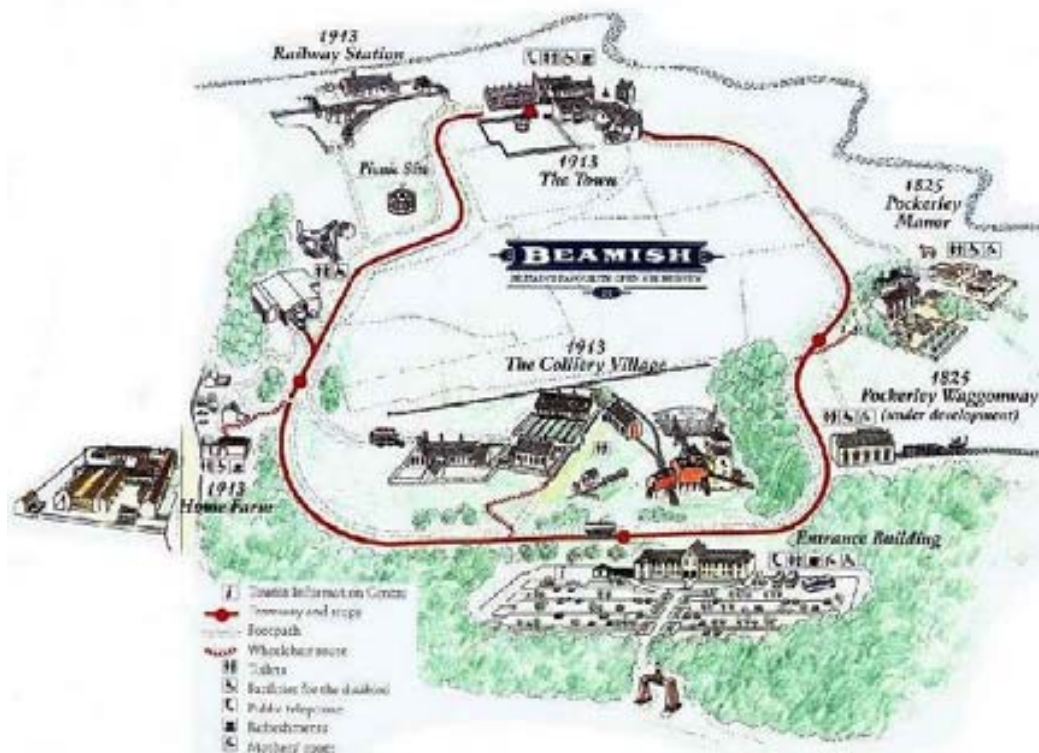 1913
Railway Station
1913
The Town
Picnic Site
1825
Pockerley
Manor
BEAMISH
1913
The Colliery Village
1825
Pockerley Waggonway
(under development)
1913
Home Farm
Entrance Building
Tourist Information Centre
Tramway and stops
Footpath
Wheelchair route
Toilets
Facilities for the disabled
Public telephone
Refreshments
Mothers' room